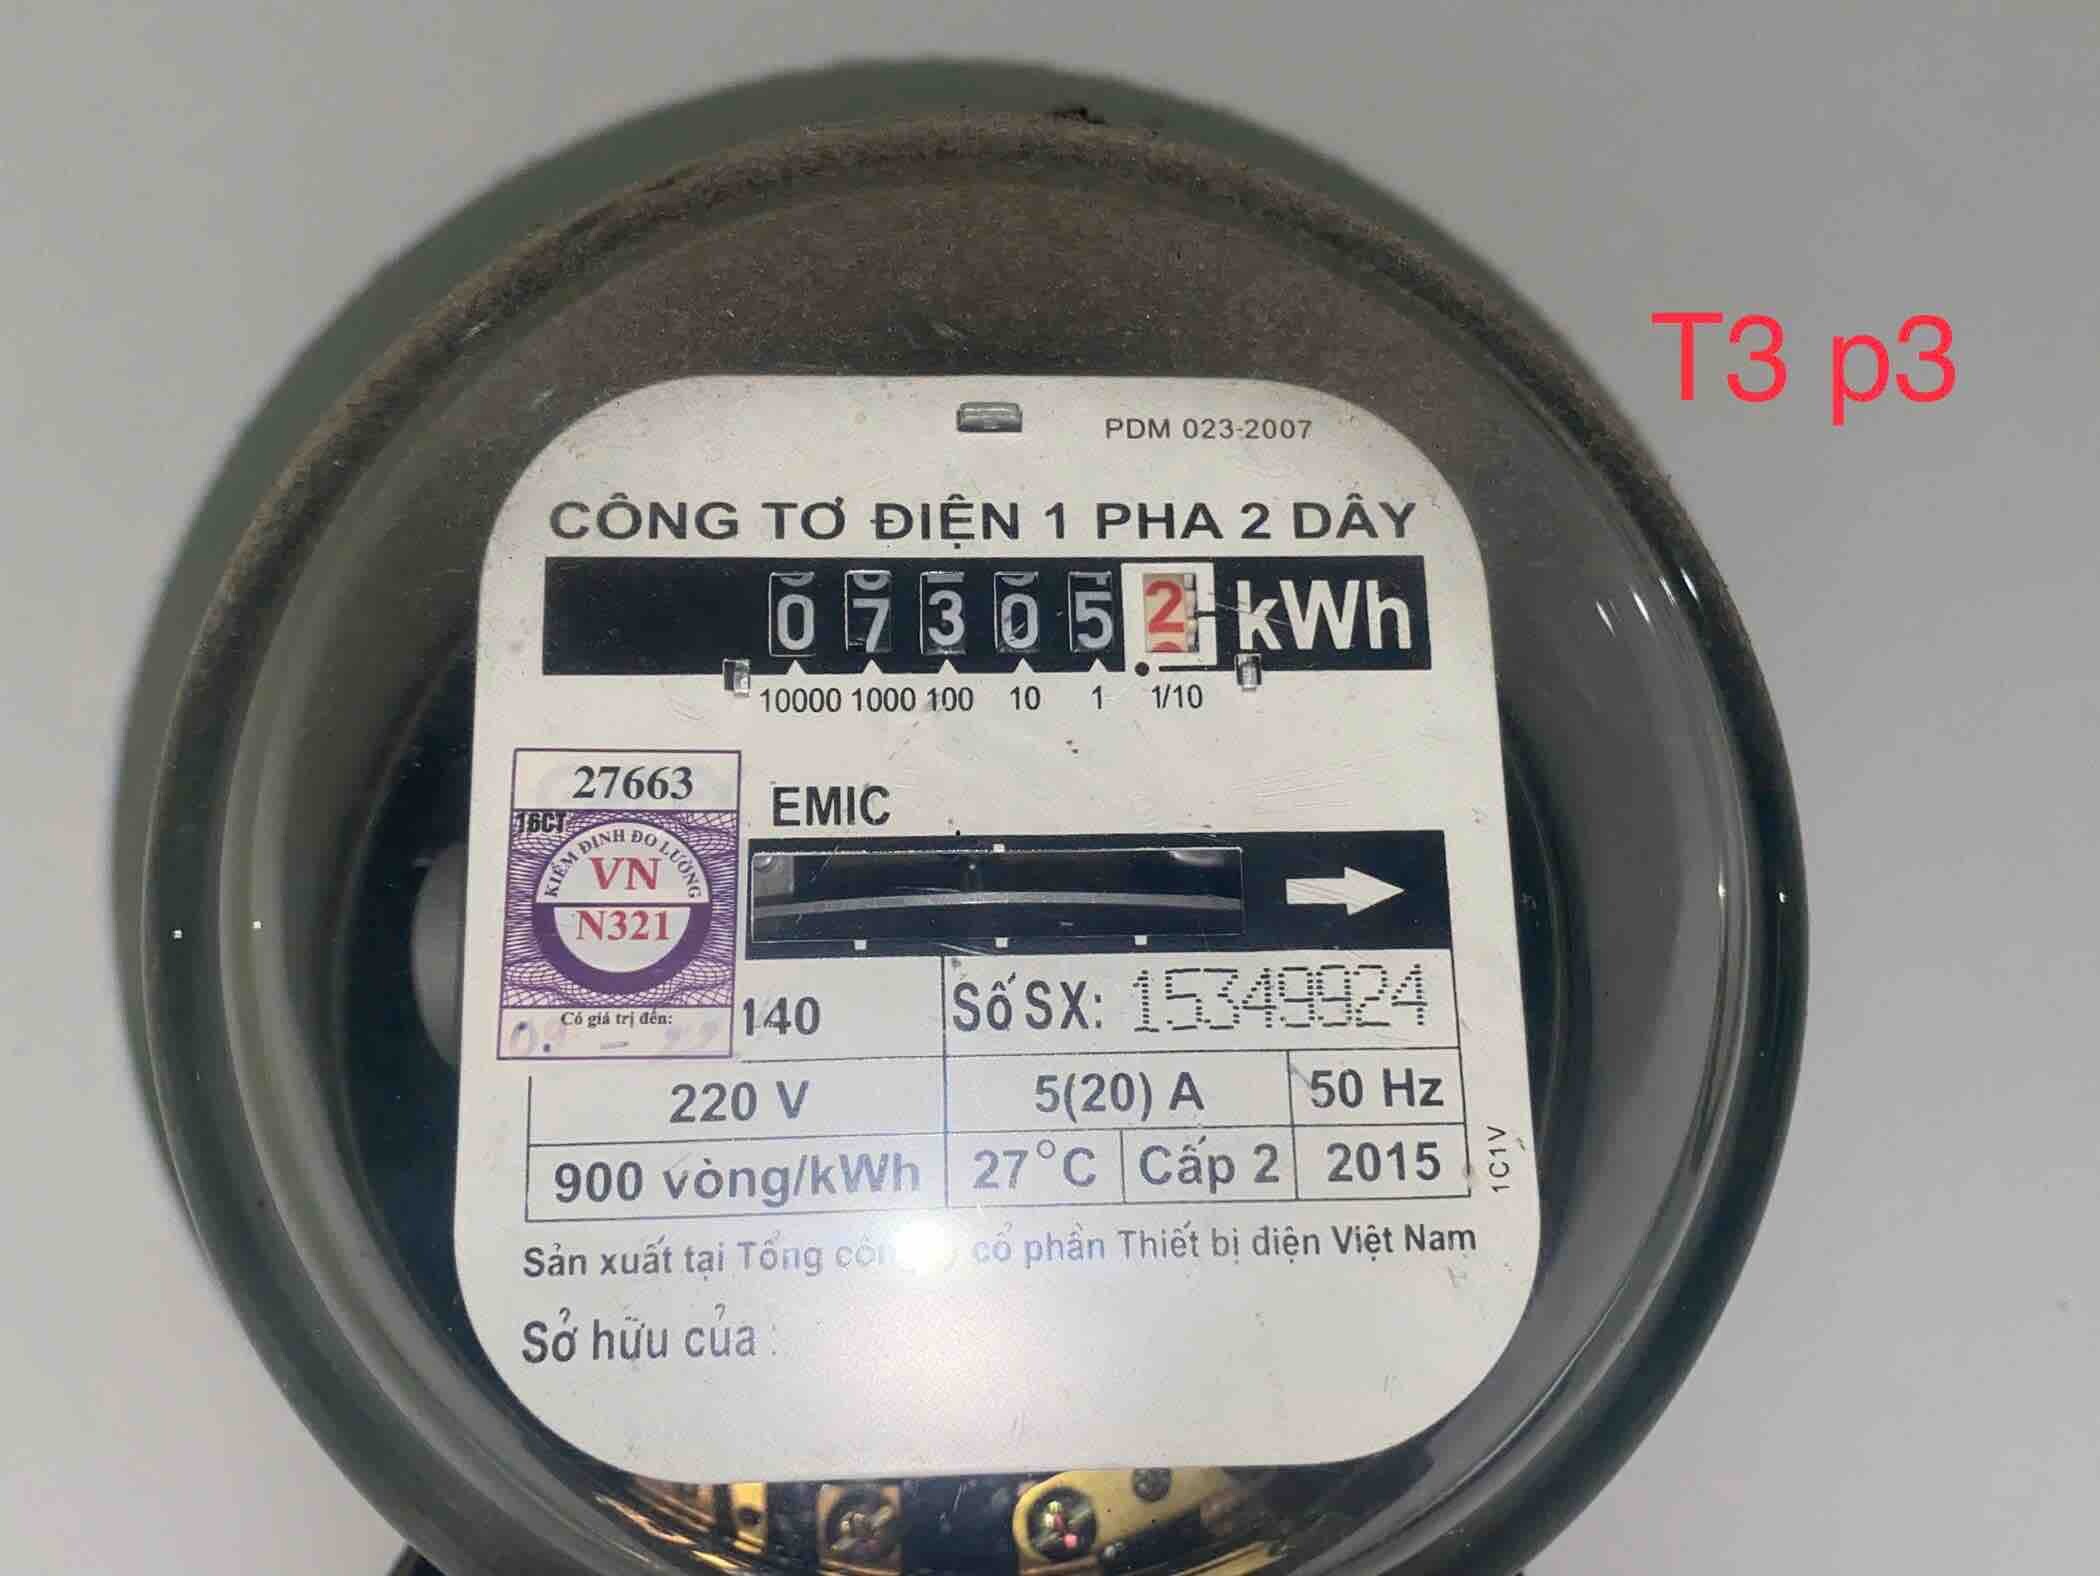 T3 p3
PDM 023-2007
CÔNG TƠ ĐIỆN 1 PHA 2 DÂY
0 7 3 0 5 2 kWh
10000 1000 100 10 1 1/10
27663
16CT
KIỂM ĐỊNH ĐO LƯỜNG
VN
N321
Có giá trị đến:
EMIC
140
Số SX: 15349924
220 V 5(20) A 50 Hz
900 vòng/kWh 27°C Cấp 2 2015
1C1V
Sản xuất tại Tổng cổ phần Thiết bị điện Việt Nam
Sở hữu của :